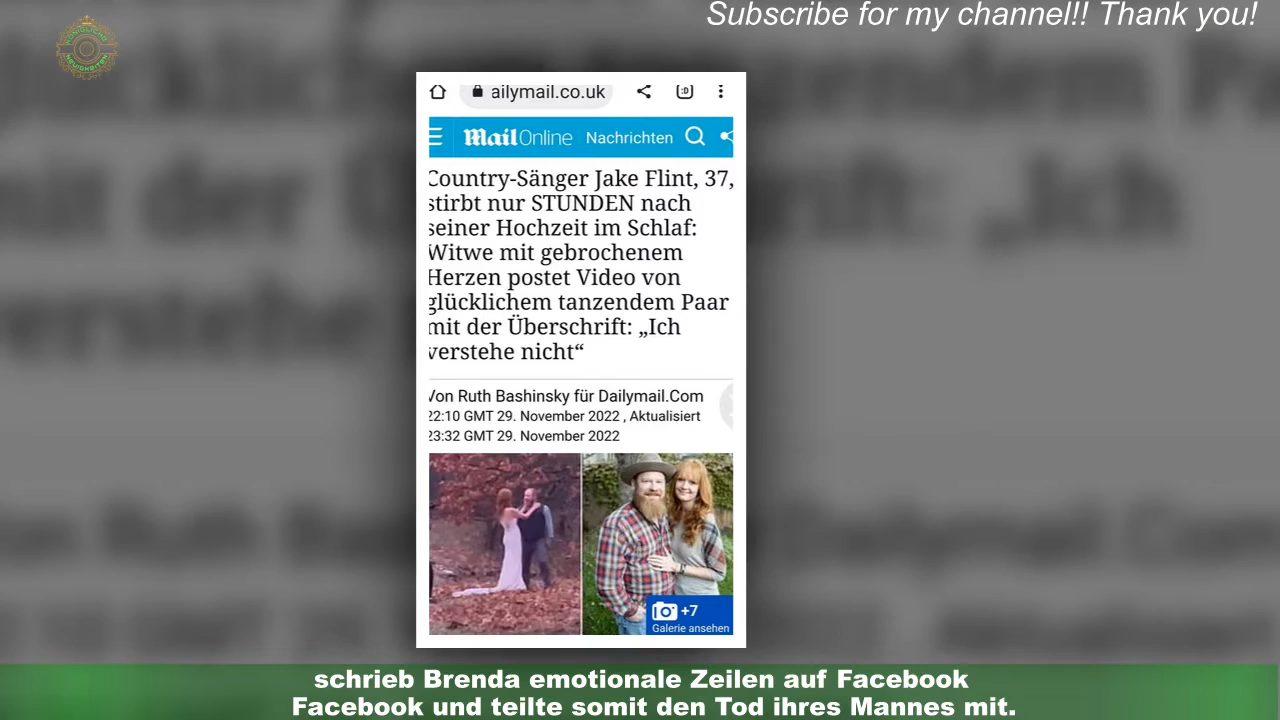 Subscribe for my channel!! Thank you!
KÖNIGLICHE
NEUIGKEITEN
ailymail.co.uk
:D
Mail Online Nachrichten
Country-Sänger Jake Flint, 37,
stirbt nur STUNDEN nach
seiner Hochzeit im Schlaf:
Witwe mit gebrochenem
Herzen postet Video von
glücklichem tanzendem Paar
mit der Überschrift: „Ich
verstehe nicht“
Von Ruth Bashinsky für Dailymail.Com
22:10 GMT 29. November 2022 , Aktualisiert
23:32 GMT 29. November 2022
+7
Galerie ansehen
schrieb Brenda emotionale Zeilen auf Facebook
Facebook und teilte somit den Tod ihres Mannes mit.